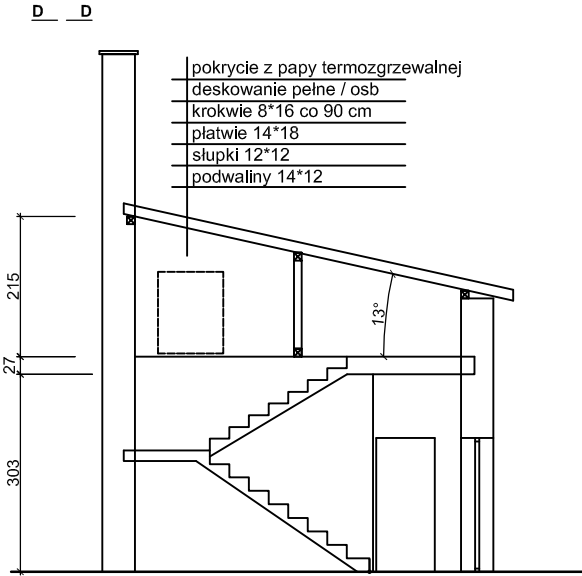 D D
pokrycie z papy termozgrzewalnej
deskowanie pełne / osb
krokwie 8*16 co 90 cm
płatwie 14*18
słupki 12*12
podwaliny 14*12
215
13°
27
303